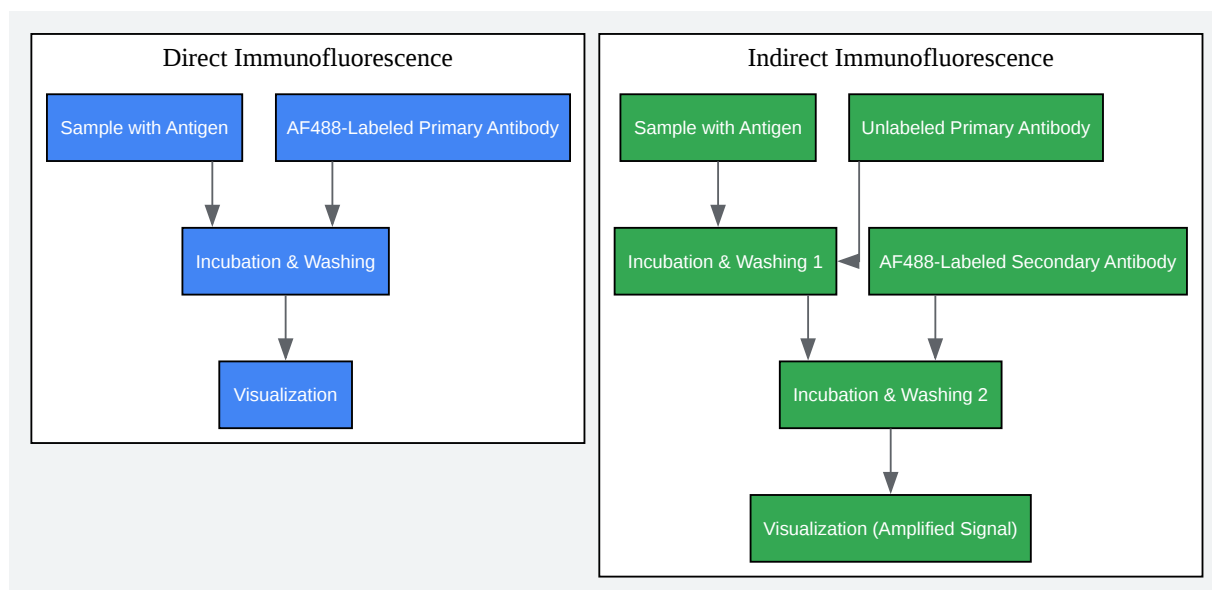 Direct Immunofluorescence
Sample with Antigen
AF488-Labeled Primary Antibody
Incubation & Washing
Visualization
Indirect Immunofluorescence
Sample with Antigen
Unlabeled Primary Antibody
Incubation & Washing 1
AF488-Labeled Secondary Antibody
Incubation & Washing 2
Visualization (Amplified Signal)